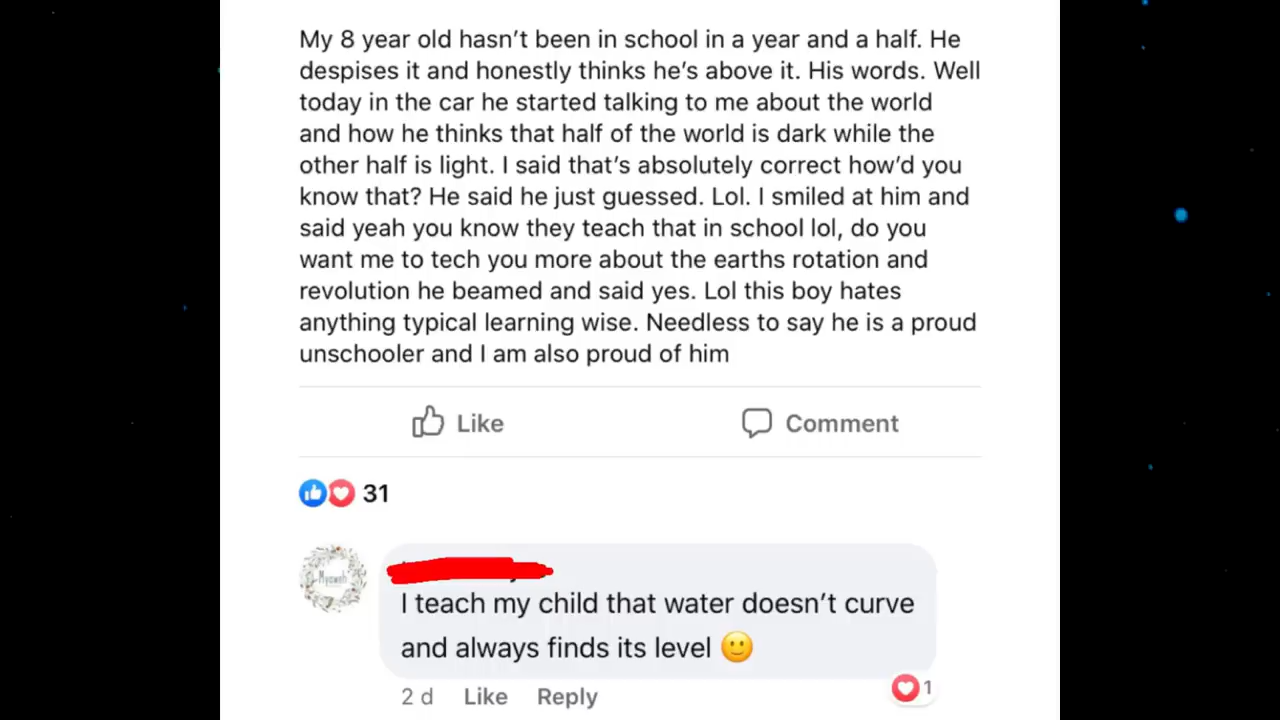 My 8 year old hasn't been in school in a year and a half. He
despises it and honestly thinks he's above it. His words. Well
today in the car he started talking to me about the world
and how he thinks that half of the world is dark while the
other half is light. I said that's absolutely correct how'd you
know that? He said he just guessed. Lol. I smiled at him and
said yeah you know they teach that in school lol, do you
want me to tech you more about the earths rotation and
revolution he beamed and said yes. Lol this boy hates
anything typical learning wise. Needless to say he is a proud
unschooler and I am also proud of him
Like Comment
31
I teach my child that water doesn't curve
and always finds its level 🙂
2 d Like Reply
1